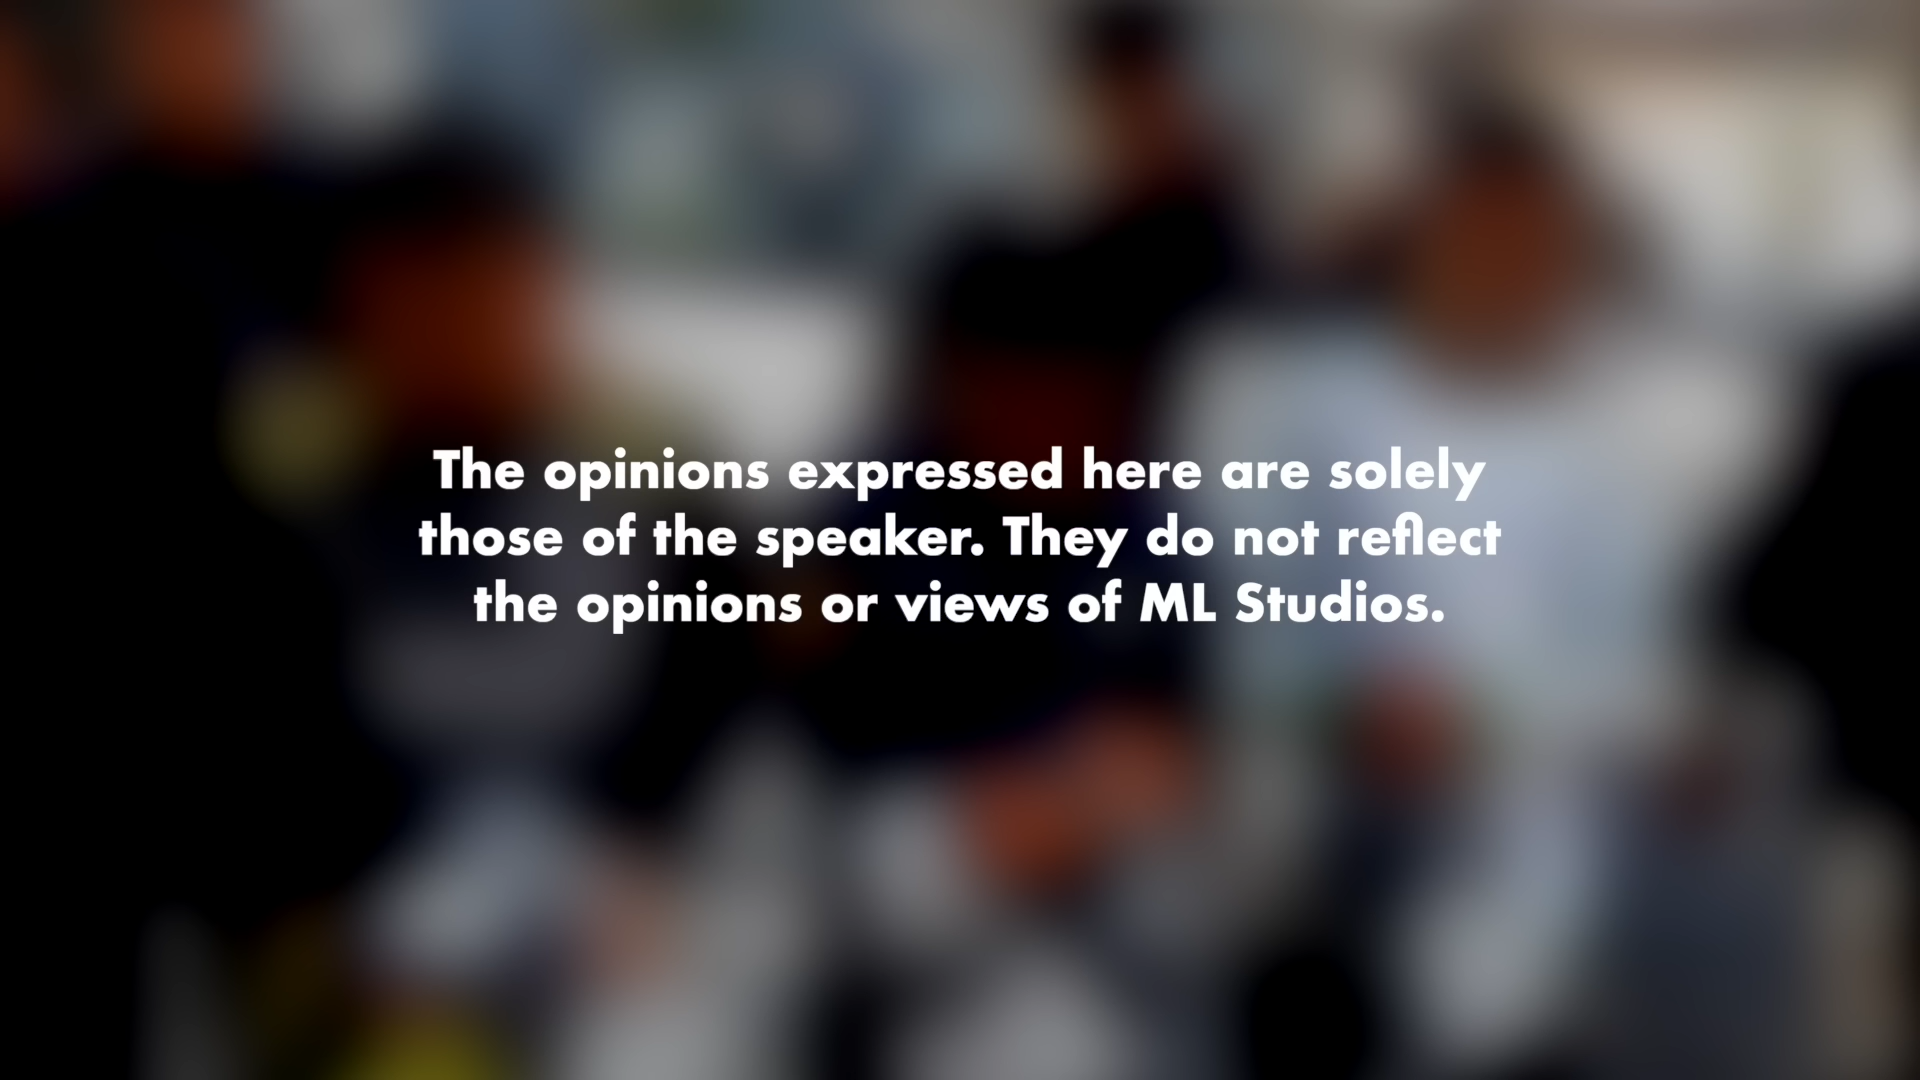 The opinions expressed here are solely
those of the speaker. They do not reflect
the opinions or views of ML Studios.